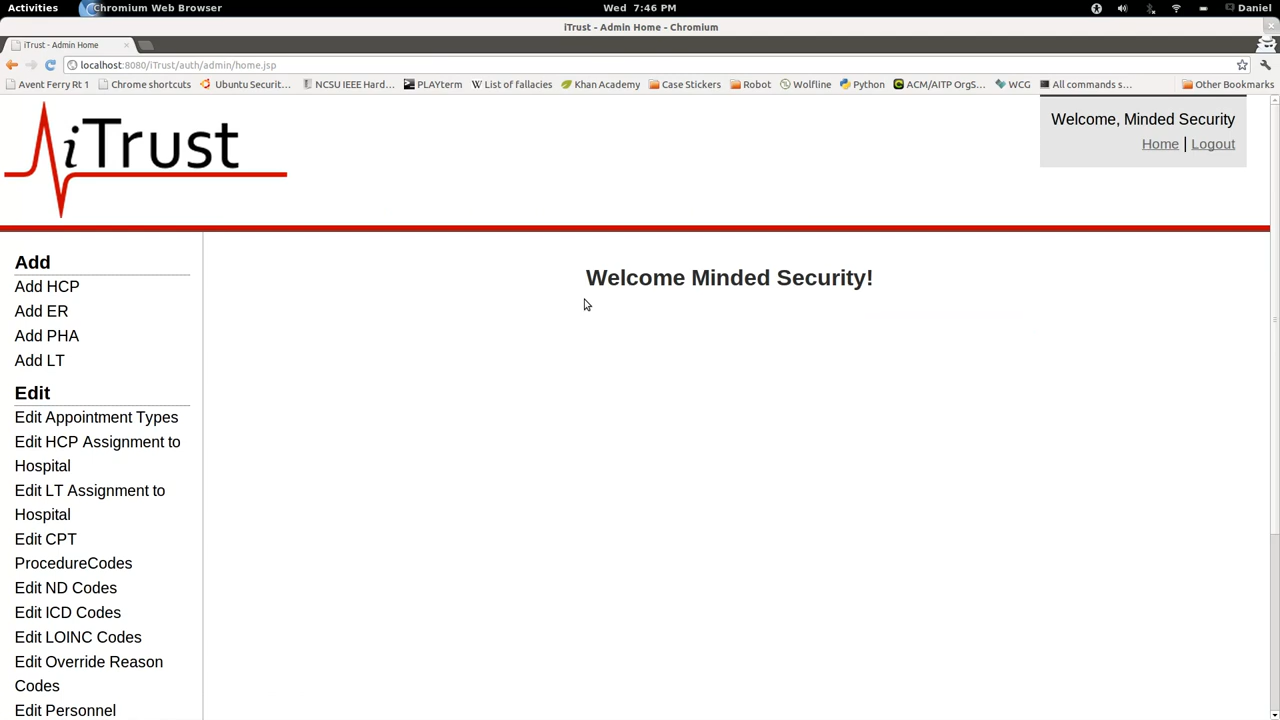 Activities Chromium Web Browser Wed 7:46 PM Daniel
iTrust - Admin Home - Chromium
iTrust - Admin Home
localhost:8080/iTrust/auth/admin/home.jsp
Avent Ferry Rt 1 Chrome shortcuts Ubuntu Securit... NCSU IEEE Hard... PLAYterm List of fallacies Khan Academy Case Stickers Robot Wolfline Python ACM/AITP OrgS... WCG All commands s... Other Bookmarks
iTrust
Welcome, Minded Security
Home | Logout
Add
Add HCP
Add ER
Add PHA
Add LT
Edit
Edit Appointment Types
Edit HCP Assignment to
Hospital
Edit LT Assignment to
Hospital
Edit CPT
ProcedureCodes
Edit ND Codes
Edit ICD Codes
Edit LOINC Codes
Edit Override Reason
Codes
Edit Personnel
Welcome Minded Security!